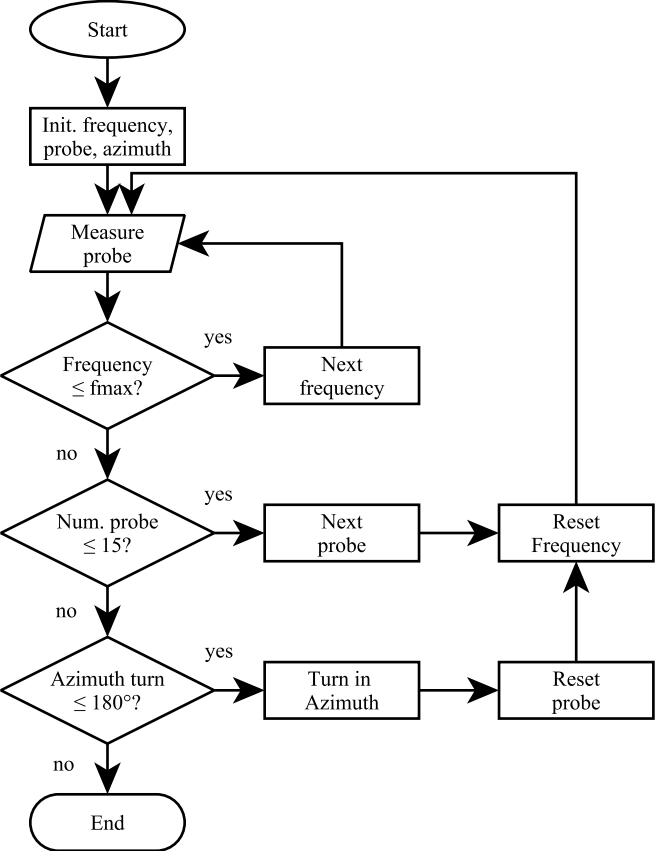 Start
Init. frequency,
probe, azimuth
Measure
probe
yes
Frequency
≤ fmax?
Next
frequency
no
yes
Num. probe
≤ 15?
Next
probe
Reset
Frequency
no
yes
Azimuth turn
≤ 180°?
Turn in
Azimuth
Reset
probe
no
End